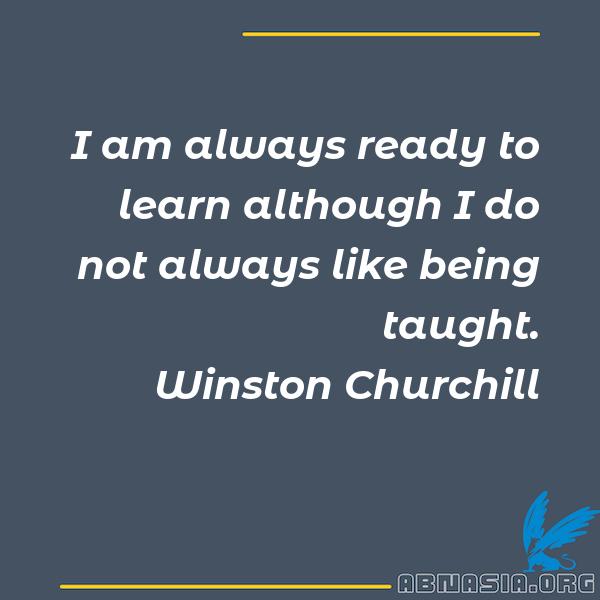 I am always ready to
learn although I do
not always like being
taught.
Winston Churchill
ABNASIA.ORG